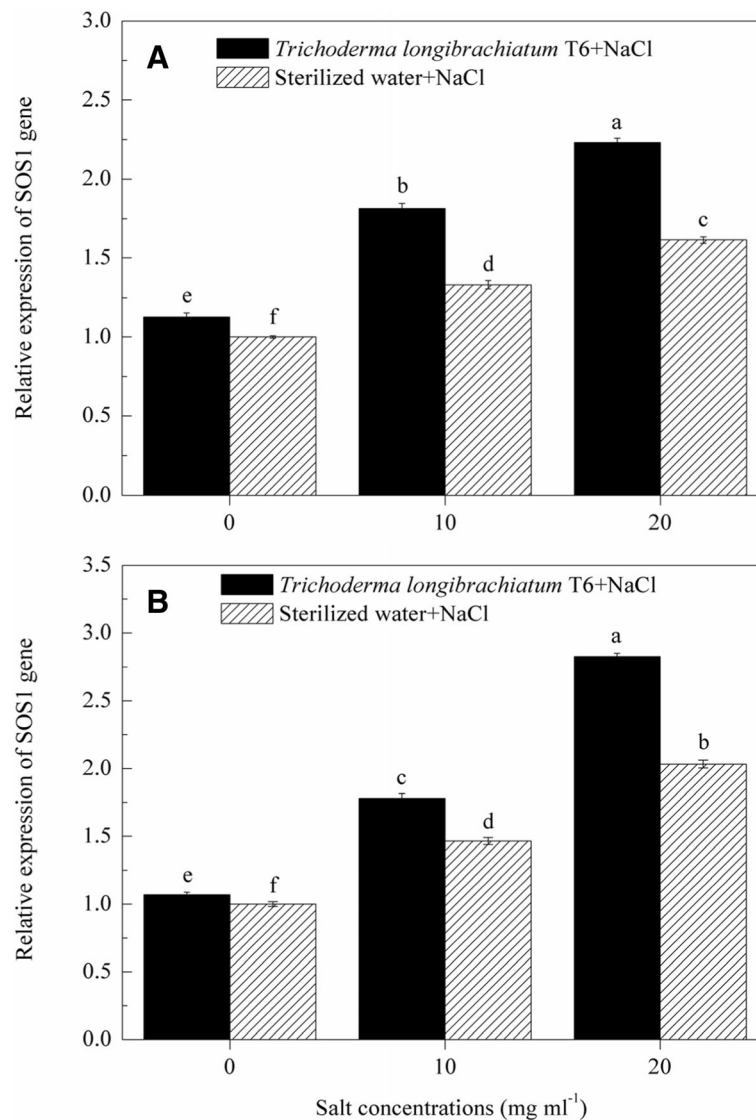 3.0
A
Trichoderma longibrachiatum T6+NaCl
Sterilized water+NaCl
2.5
a
2.0
b
c
1.5
d
e
f
1.0
0.5
0.0
Relative expression of SOS1 gene
0 10 20
3.5
B
Trichoderma longibrachiatum T6+NaCl
Sterilized water+NaCl
3.0
a
2.5
b
2.0
c
d
1.5
e
f
1.0
0.5
0.0
Relative expression of SOS1 gene
0 10 20
Salt concentrations (mg ml⁻¹)